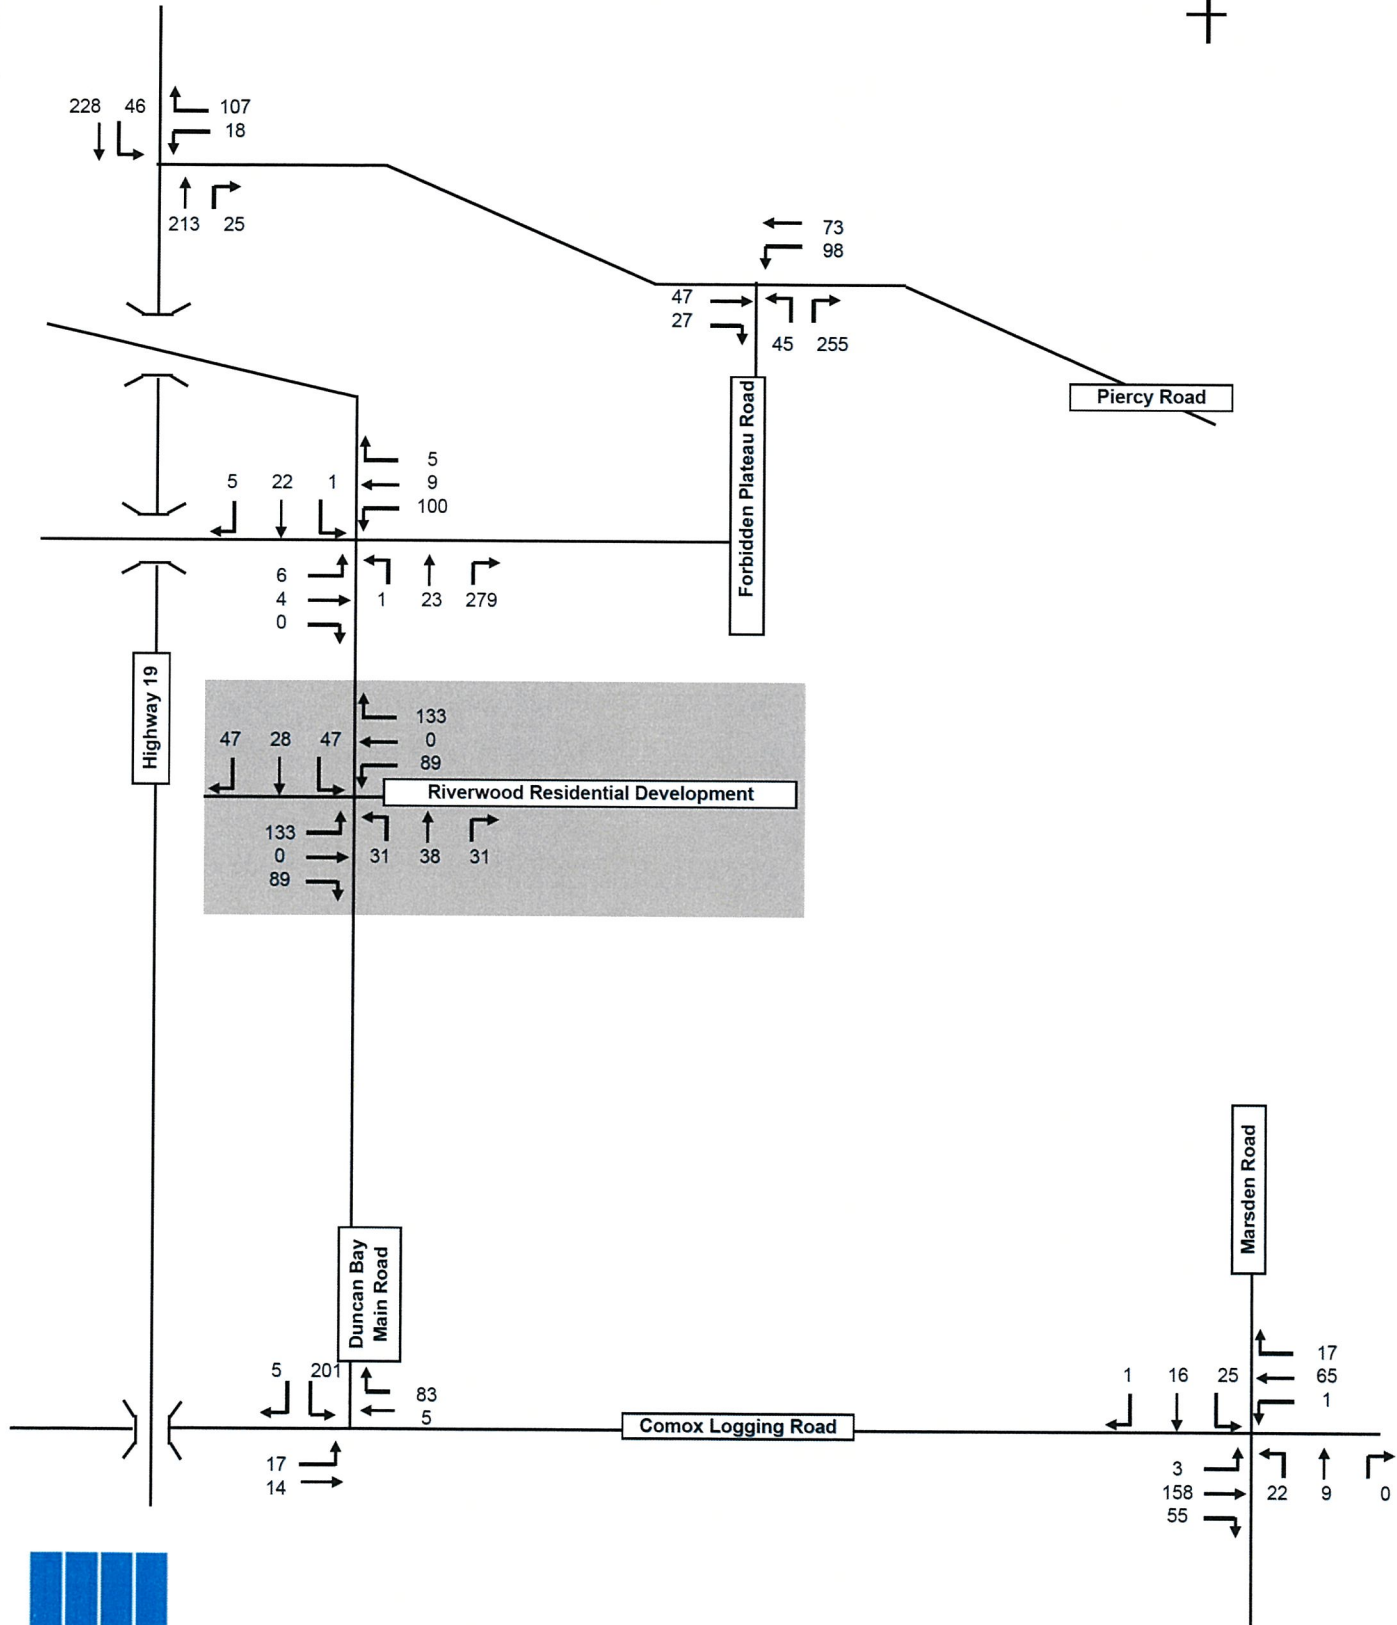 228 46 107
18
213 25
73
98
47
27
45 255
Piercy Road
Forbidden Plateau Road
5 22 1
5
9
100
6
4
0
1 23 279
Highway 19
47 28 47
133
0
89
Riverwood Residential Development
133
0
89
31 38 31
Marsden Road
Duncan Bay
Main Road
5 201
83
5
Comox Logging Road
17
14
1 16 25
17
65
1
3
158
55
22 9 0